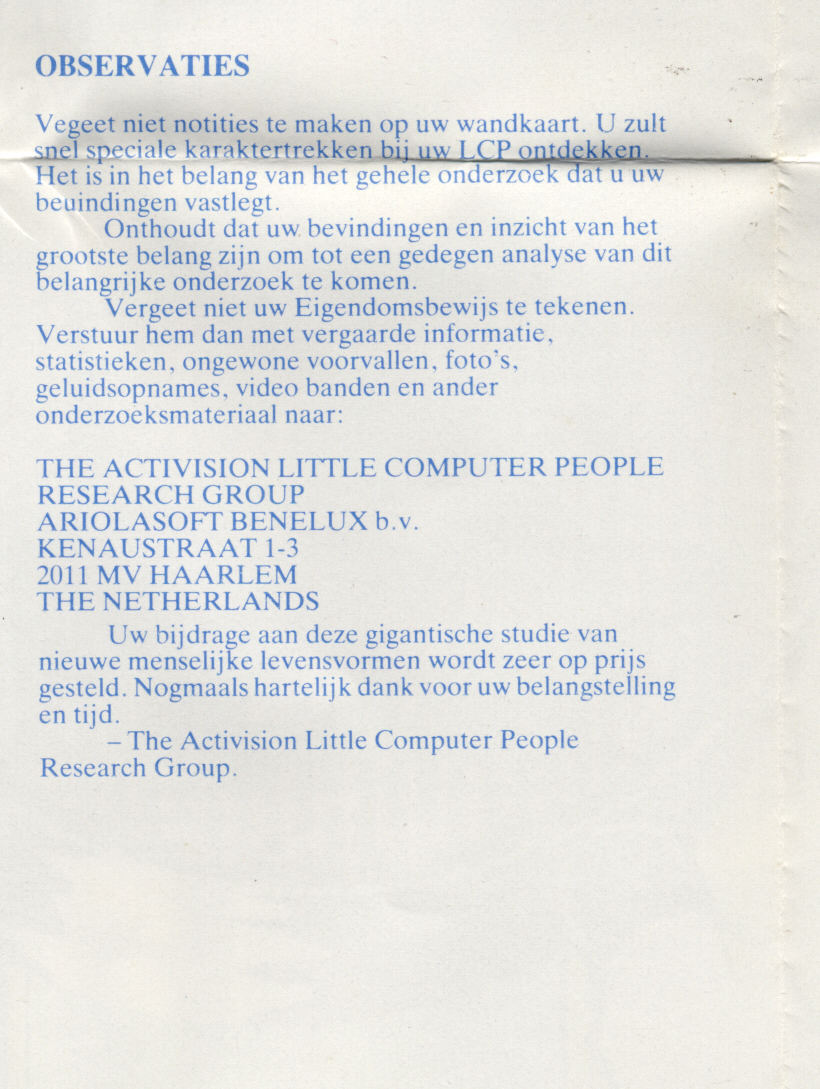 OBSERVATIES
Vegeet niet notities te maken op uw wandkaart. U zult
snel speciale karaktertrekken bij uw LCP ontdekken.
Het is in het belang van het gehele onderzoek dat u uw
beuindingen vastlegt.
Onthoudt dat uw bevindingen en inzicht van het
grootste belang zijn om tot een gedegen analyse van dit
belangrijke onderzoek te komen.
Vergeet niet uw Eigendomsbewijs te tekenen.
Verstuur hem dan met vergaarde informatie,
statistieken, ongewone voorvallen, foto's,
geluidsopnames, video banden en ander
onderzoeksmateriaal naar:
THE ACTIVISION LITTLE COMPUTER PEOPLE
RESEARCH GROUP
ARIOLASOFT BENELUX b.v.
KENAUSTRAAT 1-3
2011 MV HAARLEM
THE NETHERLANDS
Uw bijdrage aan deze gigantische studie van
nieuwe menselijke levensvormen wordt zeer op prijs
gesteld. Nogmaals hartelijk dank voor uw belangstelling
en tijd.
– The Activision Little Computer People
Research Group.